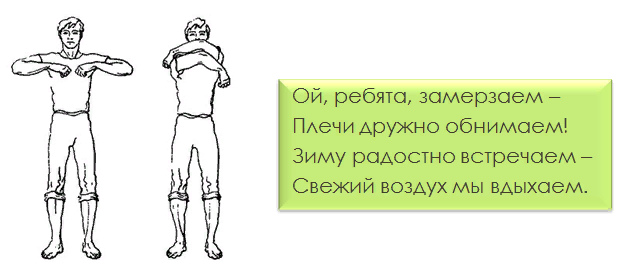 Ой, ребята, замерзаем –
Плечи дружно обнимаем!
Зиму радостно встречаем –
Свежий воздух мы вдыхаем.